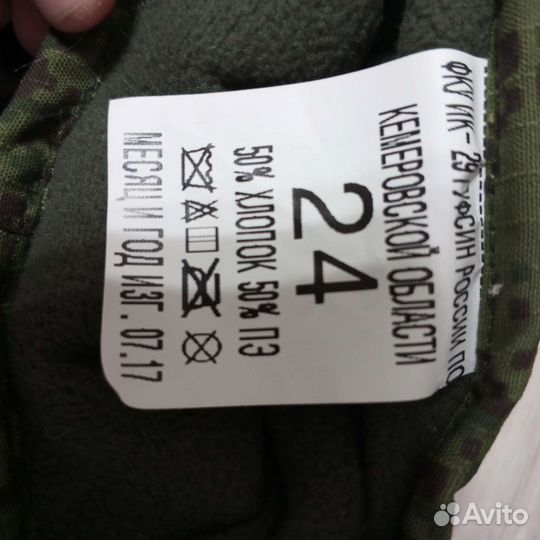 ФКУ ИК-29 ГУФСИН РОССИИ ПО
КЕМЕРОВСКОЙ ОБЛАСТИ
24
50% ХЛОПОК 50% ПЭ
МЕСЯЦ И ГОД ИЗГ. 07.17
Avito